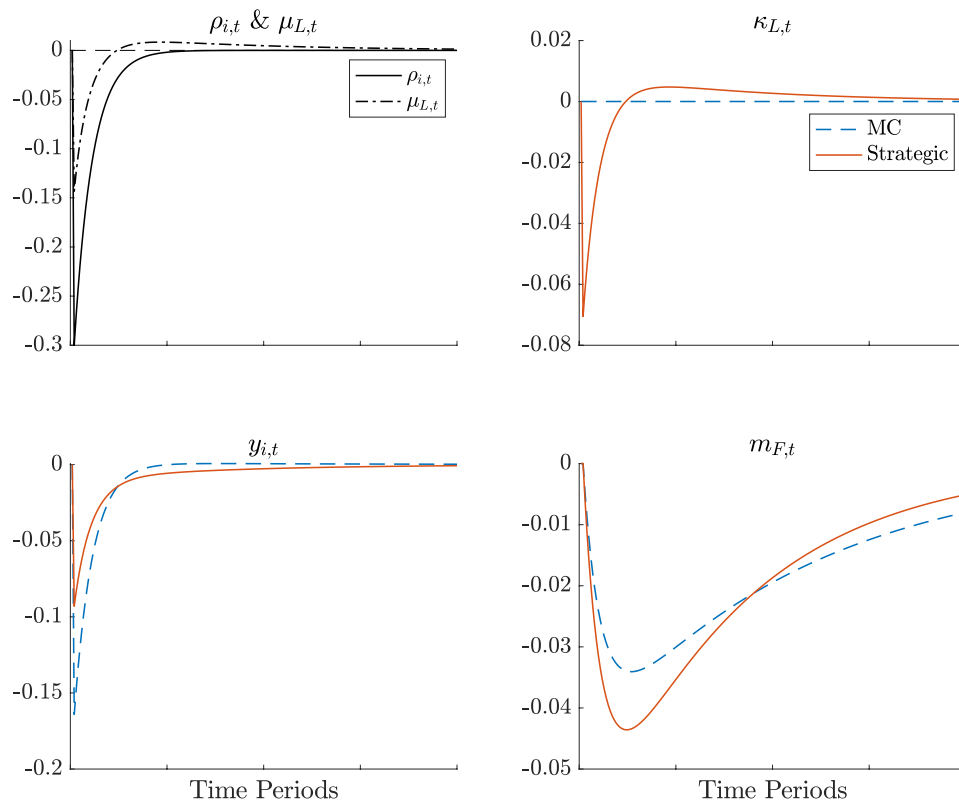 ρ_{i,t} & μ_{L,t}
0
-0.05
-0.1
-0.15
-0.2
-0.25
-0.3
ρ_{i,t}
μ_{L,t}
κ_{L,t}
0.02
0
-0.02
-0.04
-0.06
-0.08
MC
Strategic
y_{i,t}
0
-0.05
-0.1
-0.15
-0.2
Time Periods
m_{F,t}
0
-0.01
-0.02
-0.03
-0.04
-0.05
Time Periods